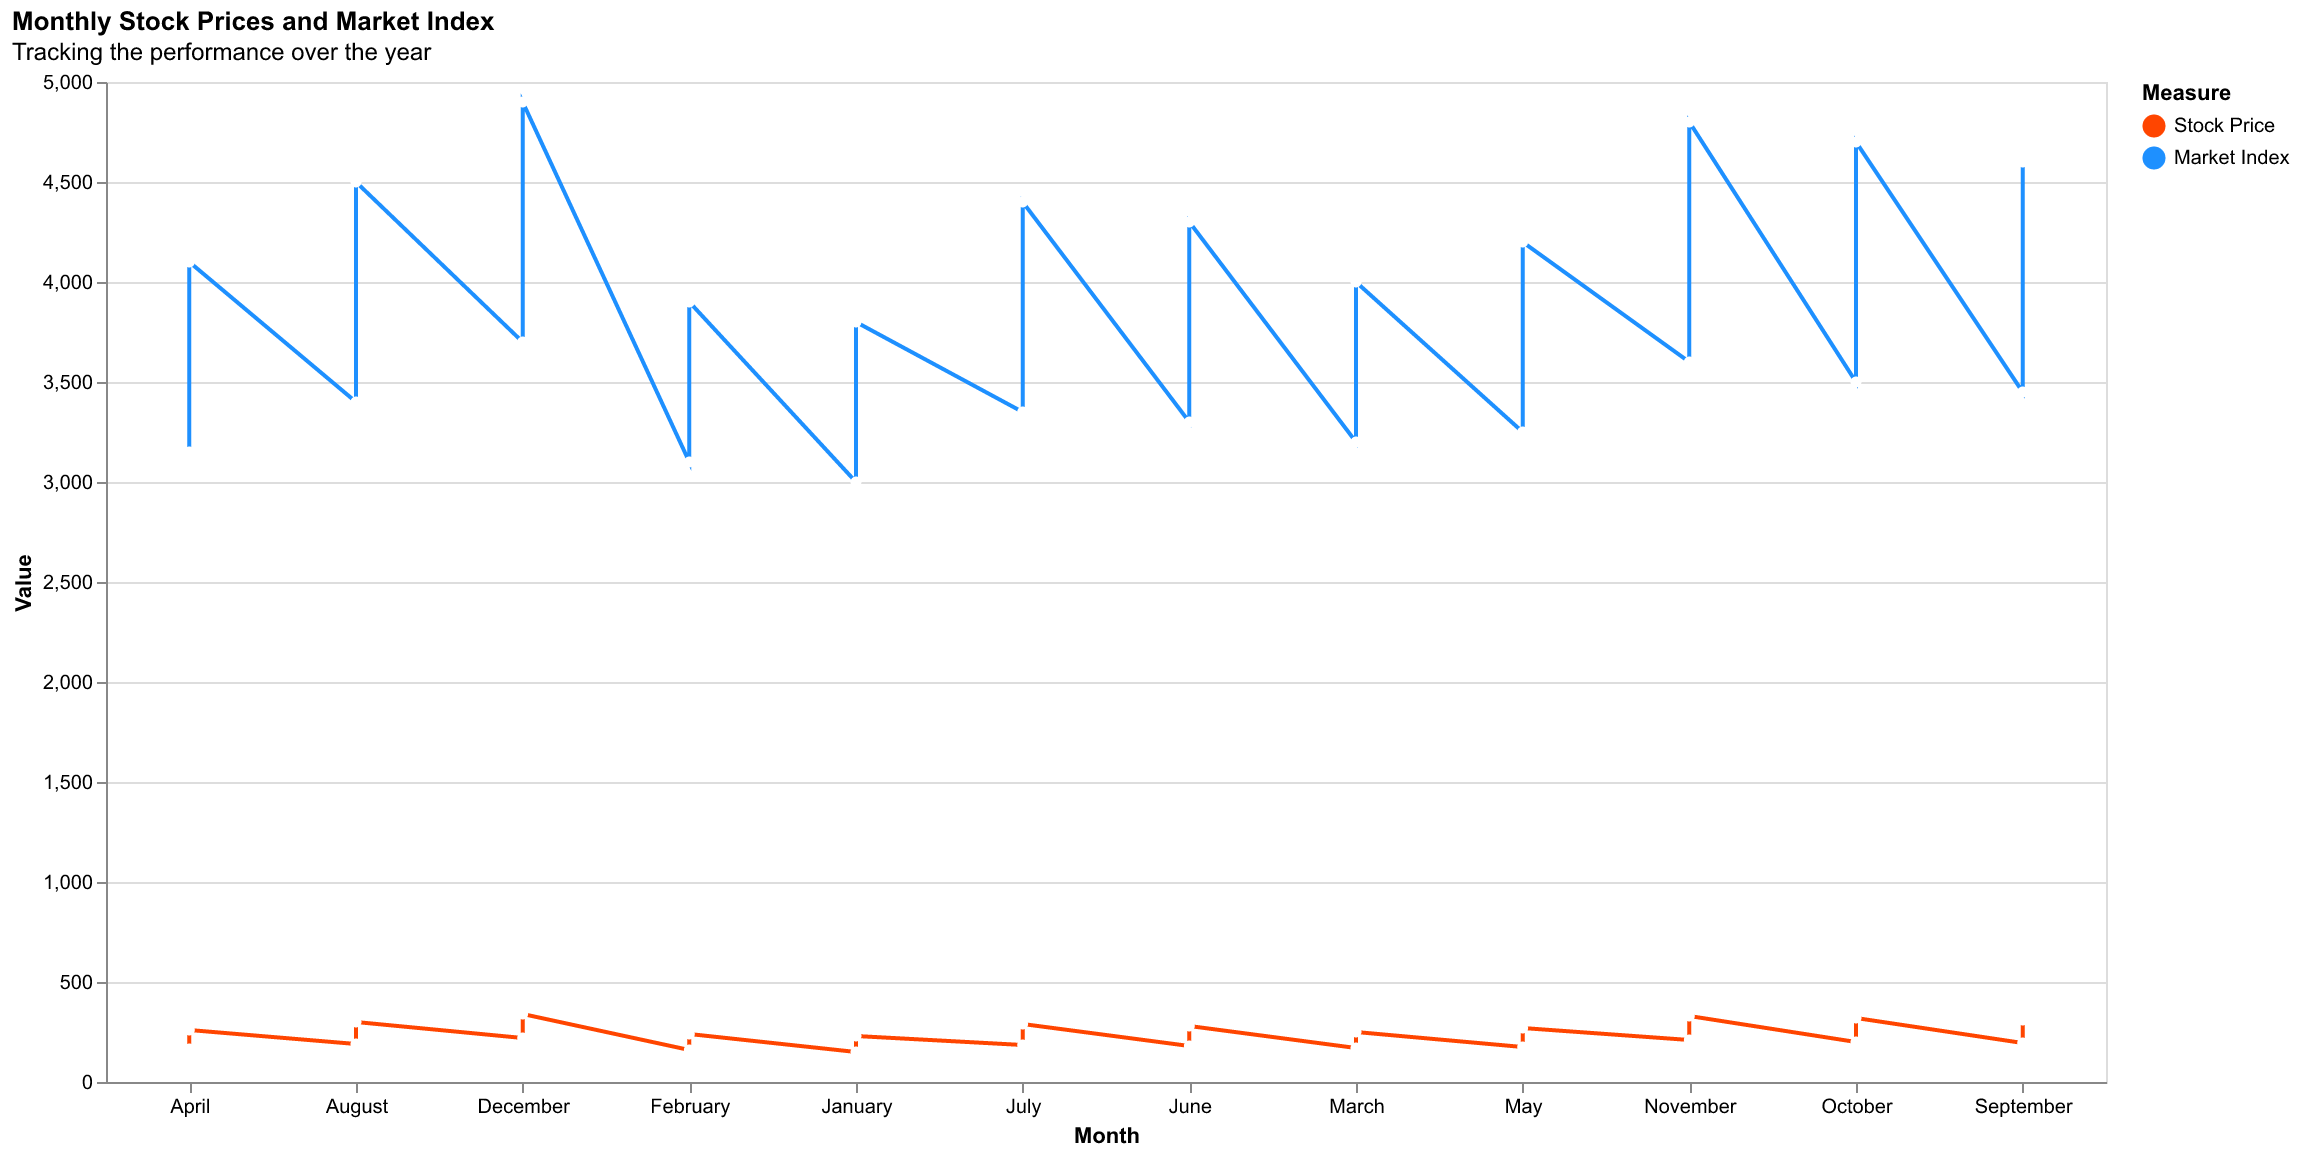 Monthly Stock Prices and Market Index
Tracking the performance over the year
5,000
4,500
4,000
3,500
3,000
2,500
2,000
1,500
1,000
500
0
Value
April August December February January July June March May November October September
Month
Measure
Stock Price
Market Index